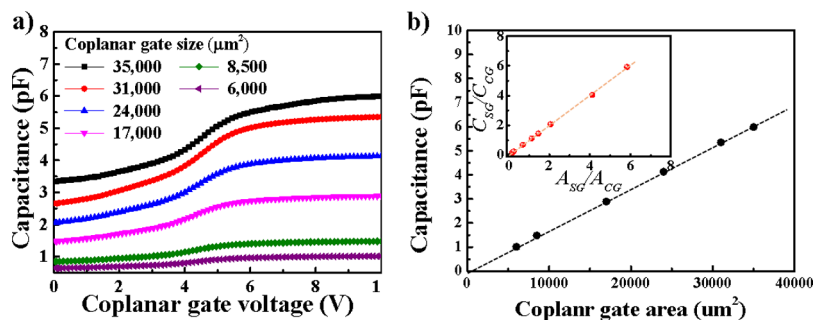 a)
Coplanar gate size (μm²)
35,000
31,000
24,000
17,000
8,500
6,000
Capacitance (pF)
8
7
6
5
4
3
2
1
0 2 4 6 8 1
Coplanar gate voltage (V)
b)
Capacitance (pF)
10
9
8
7
6
5
4
3
2
1
0
0 10000 20000 30000 40000
Coplanr gate area (um²)
C_SG/C_CG
8
6
4
2
0
0 2 4 6 8
A_SG/A_CG